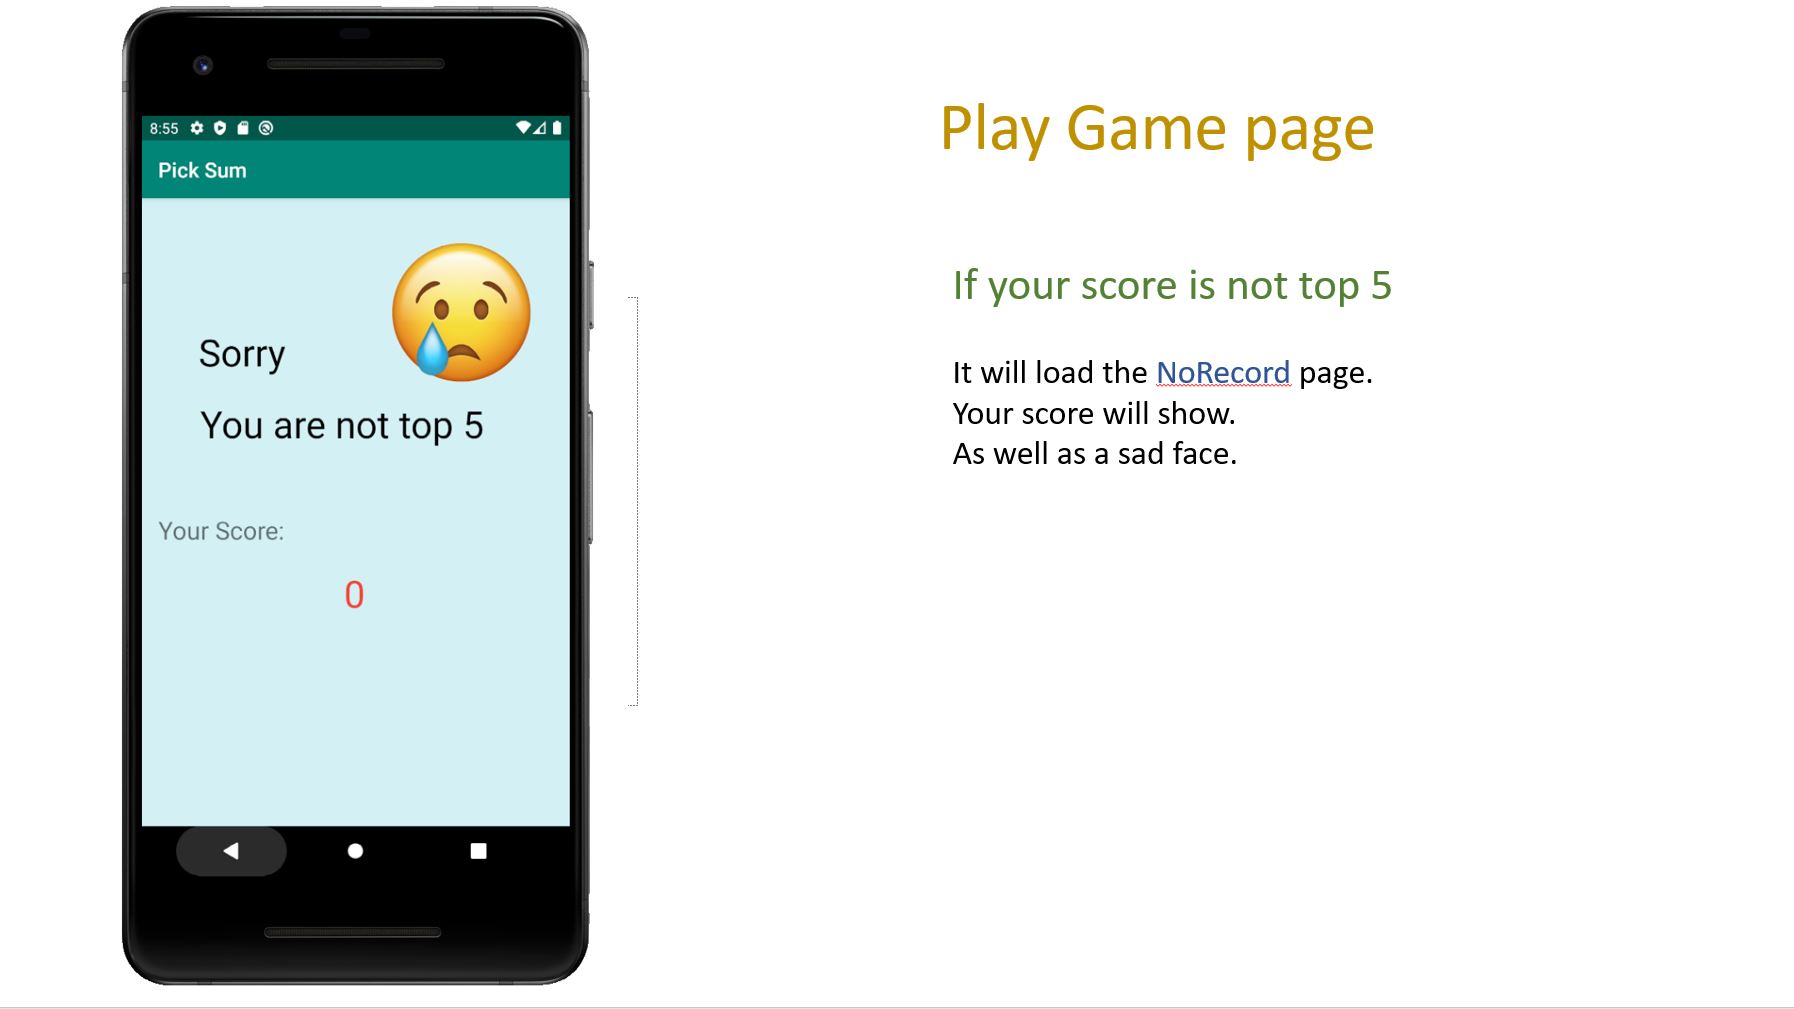 8:55
Pick Sum
Sorry
You are not top 5
Your Score:
0
Play Game page
If your score is not top 5
It will load the NoRecord page.
Your score will show.
As well as a sad face.